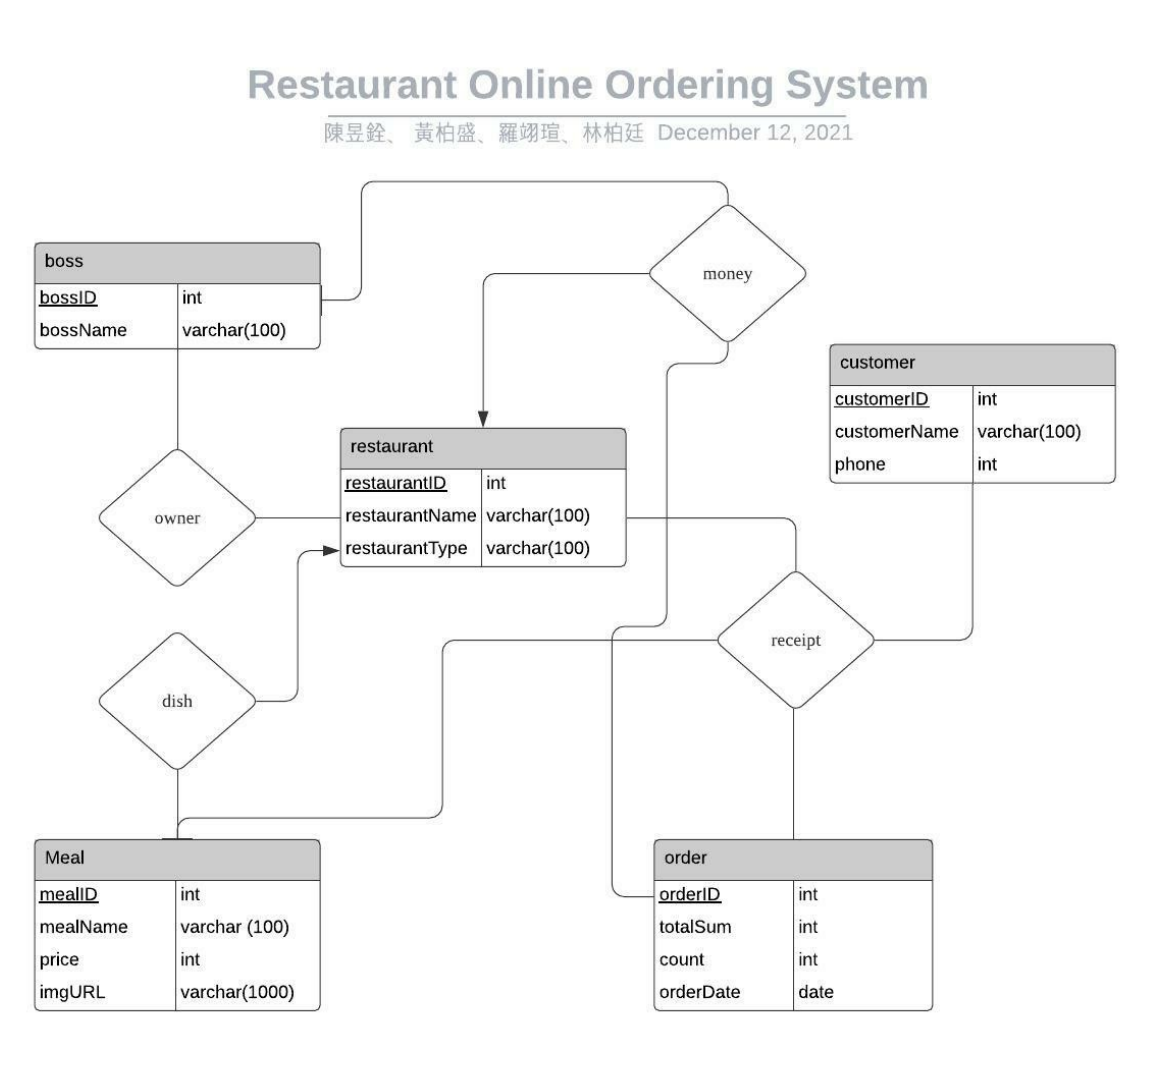 Restaurant Online Ordering System
陳昱銓、 黃柏盛、羅翊瑄、林柏廷 December 12, 2021
money
boss
bossID int
bossName varchar(100)
customer
customerID int
customerName varchar(100)
phone int
restaurant
restaurantID int
restaurantName varchar(100)
restaurantType varchar(100)
owner
receipt
dish
Meal
mealID int
mealName varchar (100)
price int
imgURL varchar(1000)
order
orderID int
totalSum int
count int
orderDate date